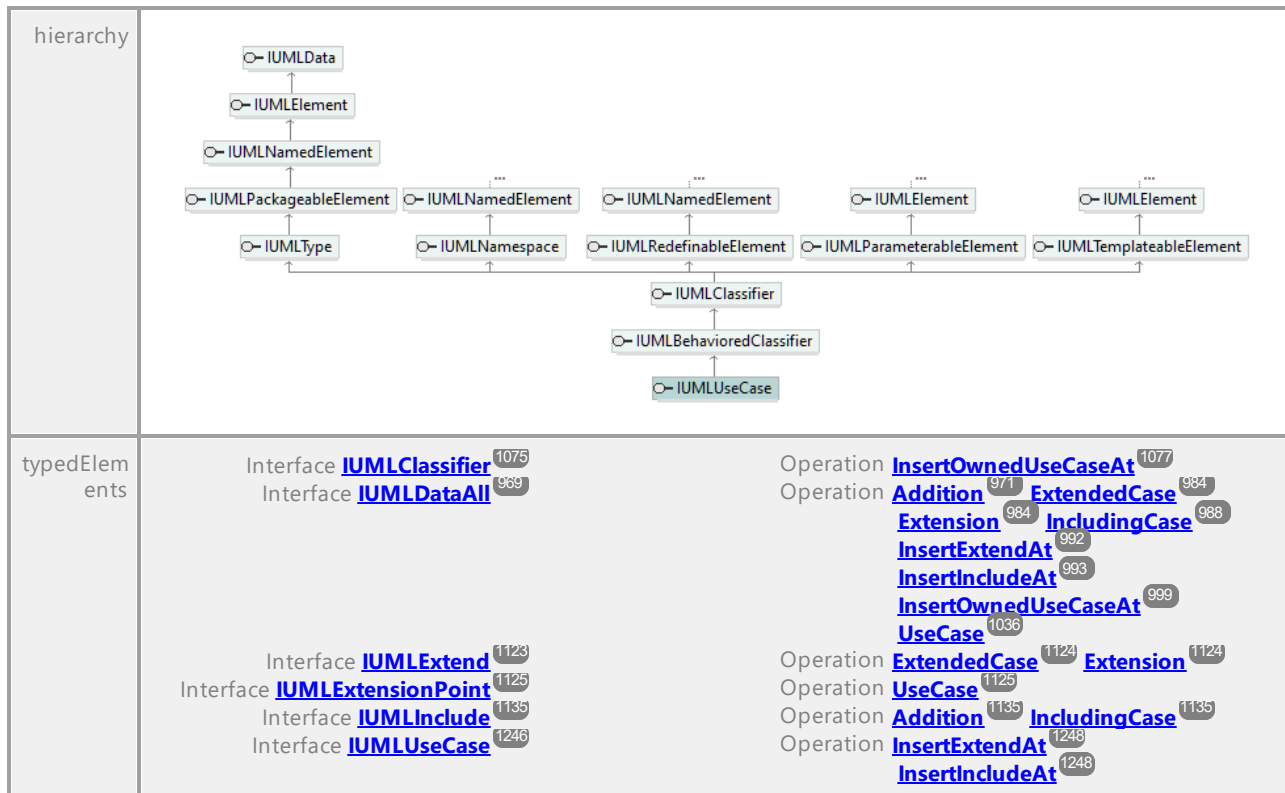 hierarchy
IUMLData
IUMLElement
IUMLNamedElement
... ... ... ...
IUMLPackageableElement IUMLNamedElement IUMLNamedElement IUMLElement IUMLElement
IUMLType IUMLNamespace IUMLRedefinableElement IUMLParameterableElement IUMLTemplateableElement
IUMLClassifier
IUMLBehavioredClassifier
IUMLUseCase
typedElem
ents
Interface IUMLClassifier 1075 Operation InsertOwnedUseCaseAt 1077
Interface IUMLDataAll 969 Operation Addition 971 ExtendedCase 984
Extension 984 IncludingCase 988
InsertExtendAt 992
InsertIncludeAt 993
InsertOwnedUseCaseAt 999
UseCase 1036
Interface IUMLExtend 1123 Operation ExtendedCase 1124 Extension 1124
Interface IUMLExtensionPoint 1125 Operation UseCase 1125
Interface IUMLInclude 1135 Operation Addition 1135 IncludingCase 1135
Interface IUMLUseCase 1246 Operation InsertExtendAt 1248
InsertIncludeAt 1248